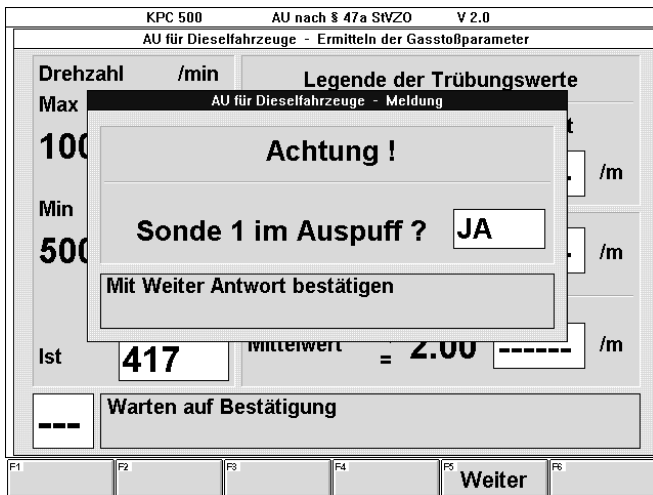 KPC 500 AU nach § 47a StVZO V 2.0
AU für Dieselfahrzeuge - Ermitteln der Gasstoßparameter
Drehzahl /min Legende der Trübungswerte
Max
AU für Dieselfahrzeuge - Meldung
Achtung !
/m
Min
Sonde 1 im Auspuff ? JA
500 /m
Mit Weiter Antwort bestätigen
Ist 417 Mittelwert = 2.00 ------ /m
--- Warten auf Bestätigung
F1 F2 F3 F4 F5 Weiter F6